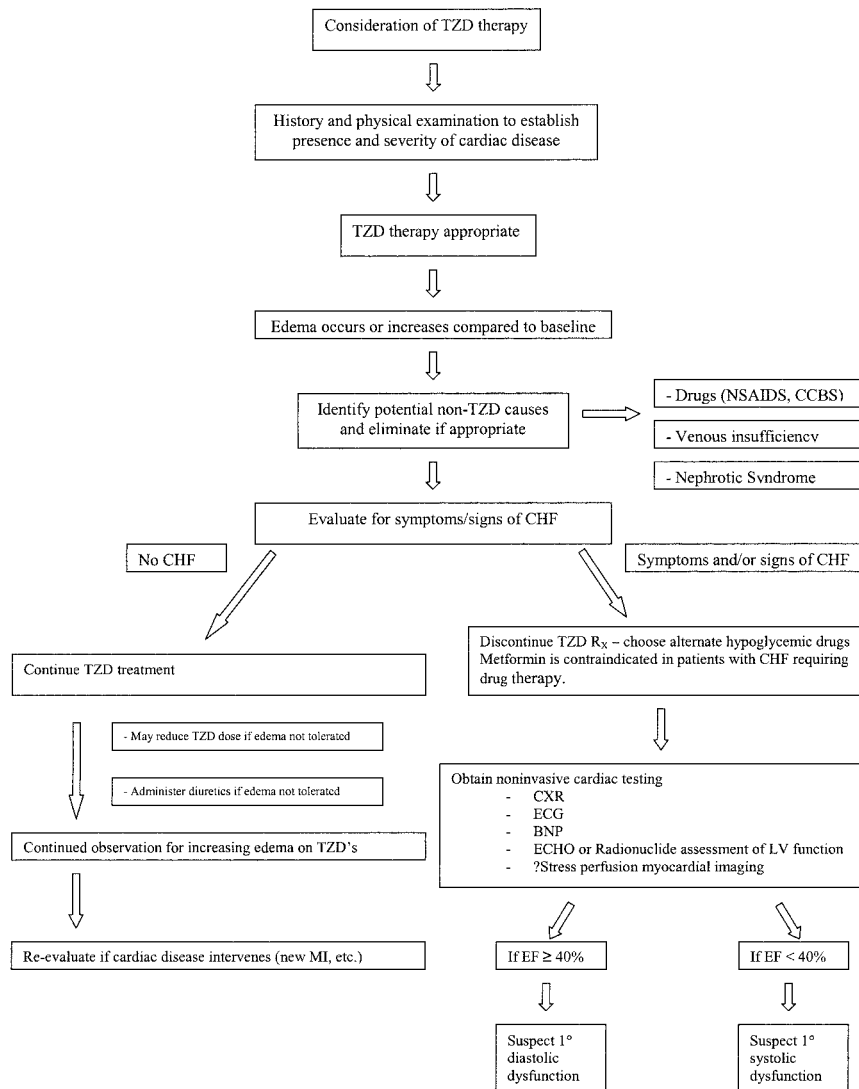 Consideration of TZD therapy
History and physical examination to establish
presence and severity of cardiac disease
TZD therapy appropriate
Edema occurs or increases compared to baseline
Identify potential non-TZD causes
and eliminate if appropriate
- Drugs (NSAIDS, CCBS)
- Venous insufficiency
- Nephrotic Syndrome
Evaluate for symptoms/signs of CHF
No CHF
Symptoms and/or signs of CHF
Continue TZD treatment
- May reduce TZD dose if edema not tolerated
- Administer diuretics if edema not tolerated
Continued observation for increasing edema on TZD's
Re-evaluate if cardiac disease intervenes (new MI, etc.)
Discontinue TZD Rx – choose alternate hypoglycemic drugs
Metformin is contraindicated in patients with CHF requiring
drug therapy.
Obtain noninvasive cardiac testing
- CXR
- ECG
- BNP
- ECHO or Radionuclide assessment of LV function
- ?Stress perfusion myocardial imaging
If EF ≥ 40%
If EF < 40%
Suspect 1°
diastolic
dysfunction
Suspect 1°
systolic
dysfunction